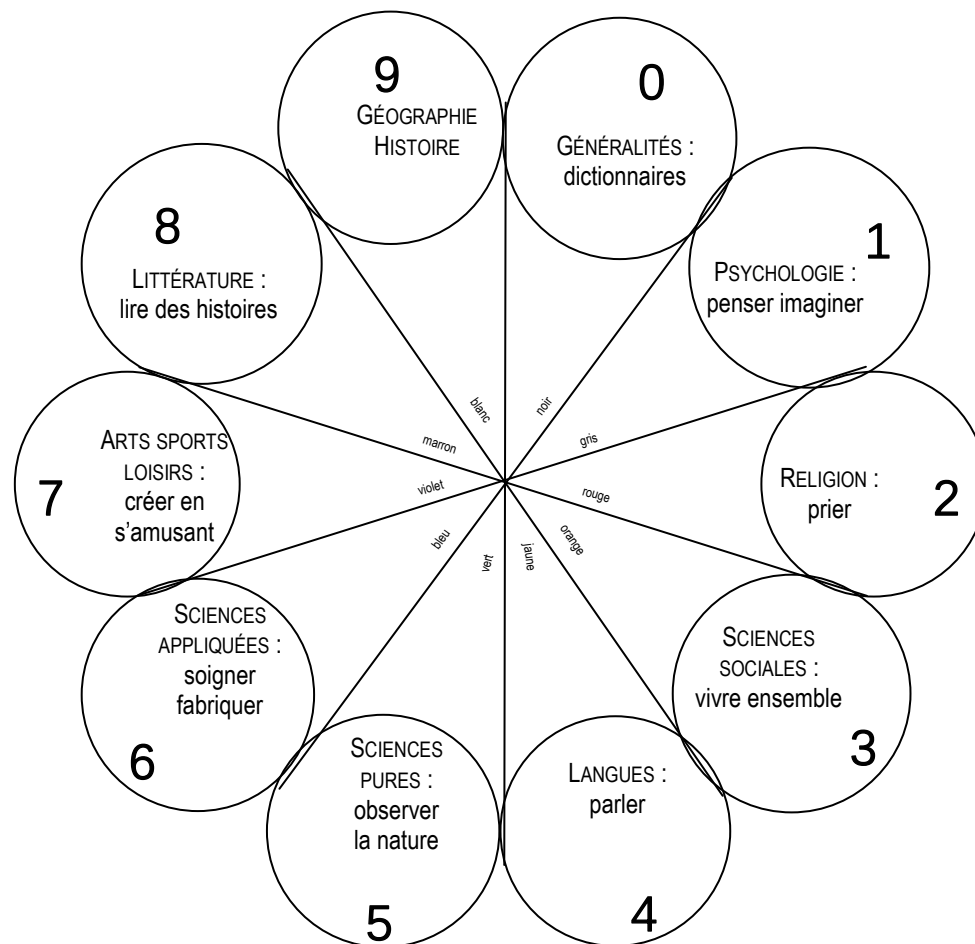 9
GÉOGRAPHIE
HISTOIRE
0
GÉNÉRALITÉS :
dictionnaires
8
LITTÉRATURE :
lire des histoires
1
PSYCHOLOGIE :
penser imaginer
blanc
noir
marron
gris
7
ARTS SPORTS
LOISIRS :
créer en
s’amusant
violet
rouge
2
RELIGION :
prier
bleu
vert
jaune
orange
6
SCIENCES
APPLIQUÉES :
soigner
fabriquer
3
SCIENCES
SOCIALES :
vivre ensemble
5
SCIENCES
PURES :
observer
la nature
4
LANGUES :
parler